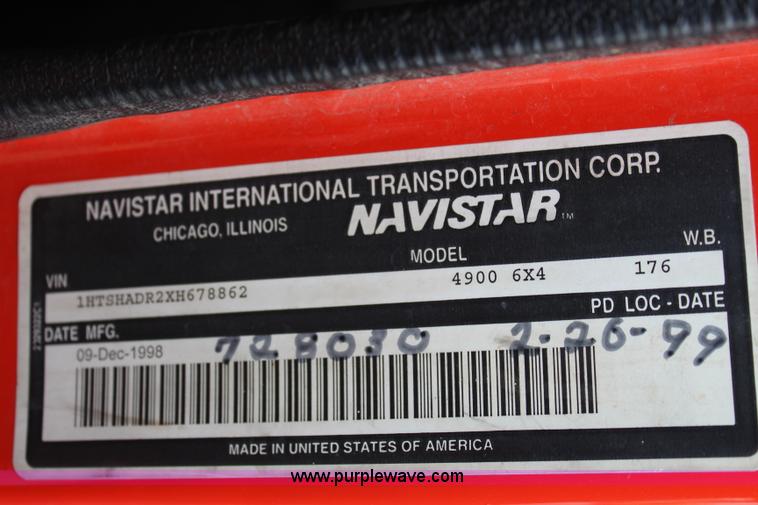 NAVISTAR INTERNATIONAL TRANSPORTATION CORP.
CHICAGO, ILLINOIS NAVISTAR™
VIN MODEL W.B.
1HTSHADR2XH678862 4900 6X4 176
DATE MFG. PD LOC - DATE
09-Dec-1998 728030 2-26-99
MADE IN UNITED STATES OF AMERICA
www.purplewave.com